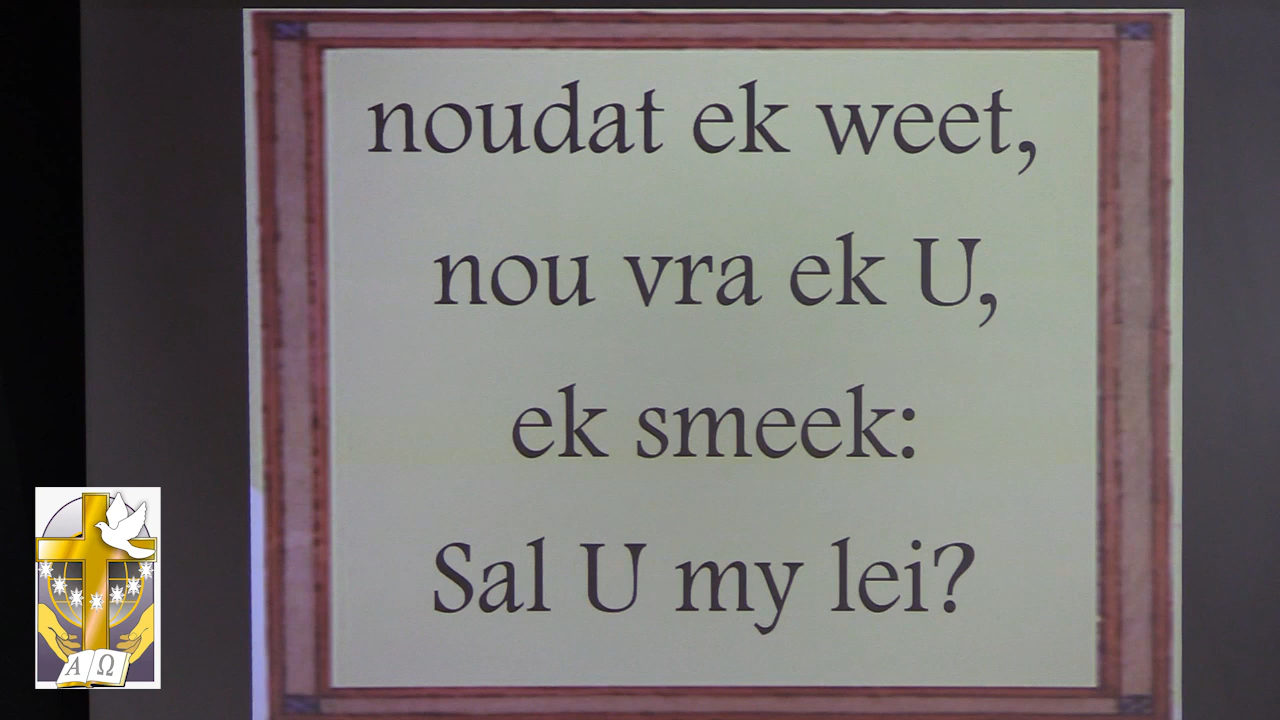 noudat ek weet,
nou vra ek U,
ek smeek:
Sal U my lei?
A Ω